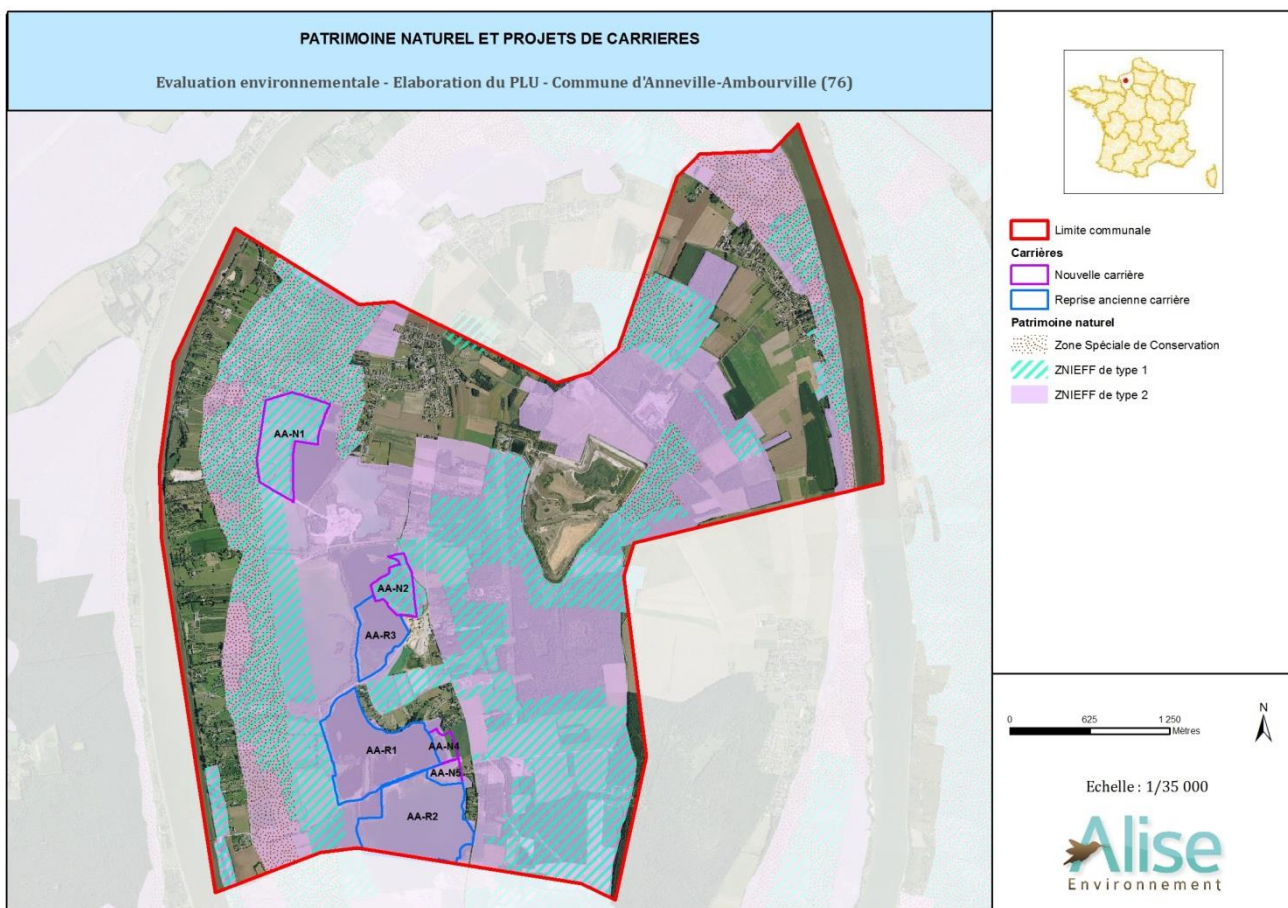 PATRIMOINE NATUREL ET PROJETS DE CARRIERES
Evaluation environnementale - Elaboration du PLU - Commune d'Anneville-Ambourville (76)
AA-N1
AA-N2
AA-R3
AA-R1
AA-N4
AA-N5
AA-R2
Limite communale
Carrières
Nouvelle carrière
Reprise ancienne carrière
Patrimoine naturel
Zone Spéciale de Conservation
ZNIEFF de type 1
ZNIEFF de type 2
0 625 1 250
Mètres
N
Echelle : 1/35 000
Alise
Environnement